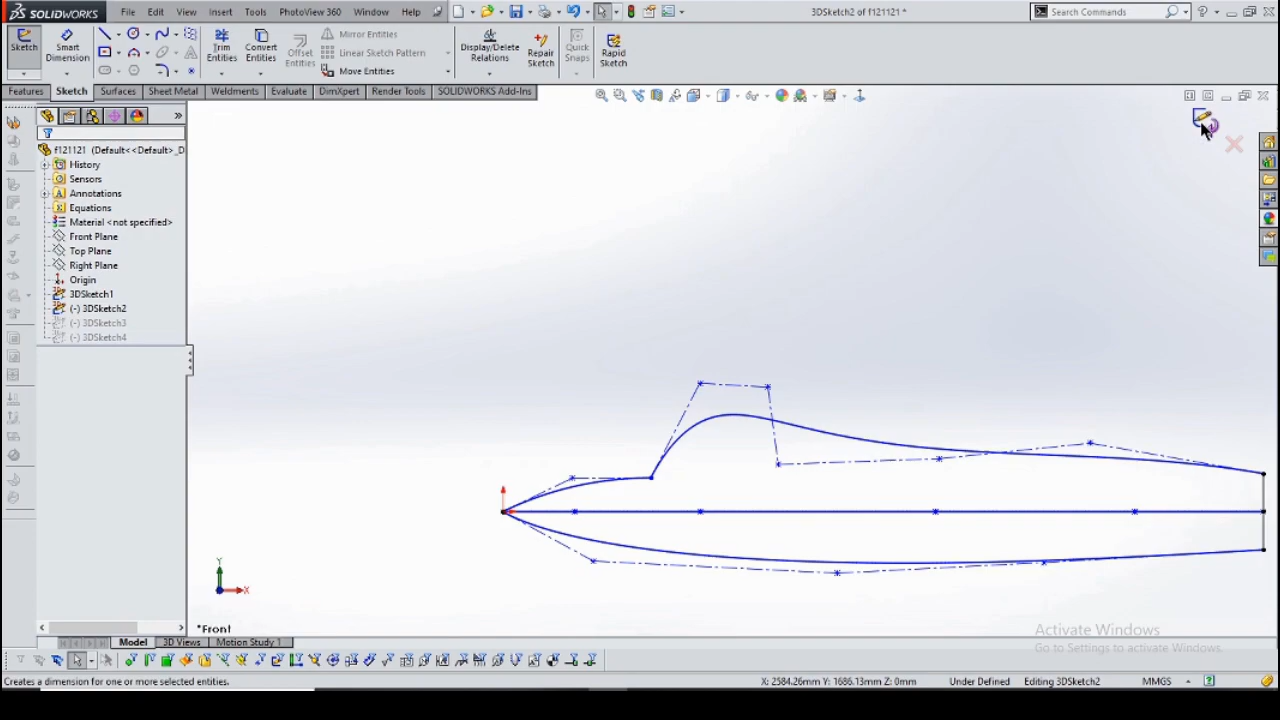 SOLIDWORKS File Edit View Insert Tools PhotoView 360 Window Help 3DSketch2 of f121121 * Search Commands
Sketch Smart Dimension Trim Entities Convert Entities Offset Entities Mirror Entities Linear Sketch Pattern Move Entities Display/Delete Relations Repair Sketch Quick Snaps Rapid Sketch
Features Sketch Surfaces Sheet Metal Weldments Evaluate DimXpert Render Tools SOLIDWORKS Add-Ins
f121121 (Default<<Default>_D
History
Sensors
Annotations
Equations
Material <not specified>
Front Plane
Top Plane
Right Plane
Origin
3DSketch1
(-) 3DSketch2
(-) 3DSketch3
(-) 3DSketch4
Y
X
*Front
Activate Windows
Go to Settings to activate Windows.
Model 3D Views Motion Study 1
Creates a dimension for one or more selected entities. X: 2584.26mm Y: 1686.13mm Z: 0mm Under Defined Editing 3DSketch2 MMGS